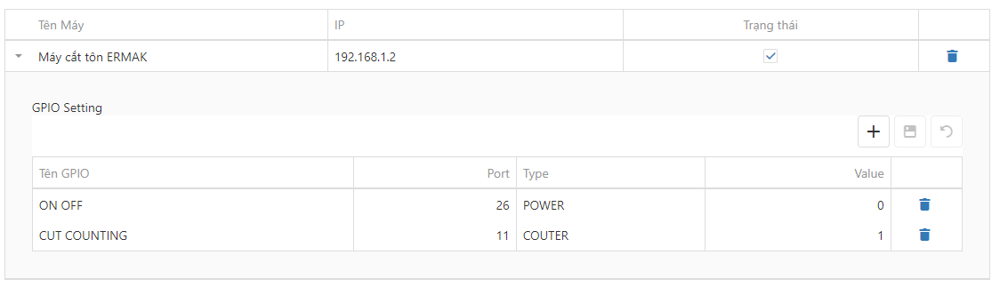 Tên Máy IP Trạng thái
Máy cắt tôn ERMAK 192.168.1.2
GPIO Setting
Tên GPIO Port Type Value
ON OFF 26 POWER 0
CUT COUNTING 11 COUTER 1